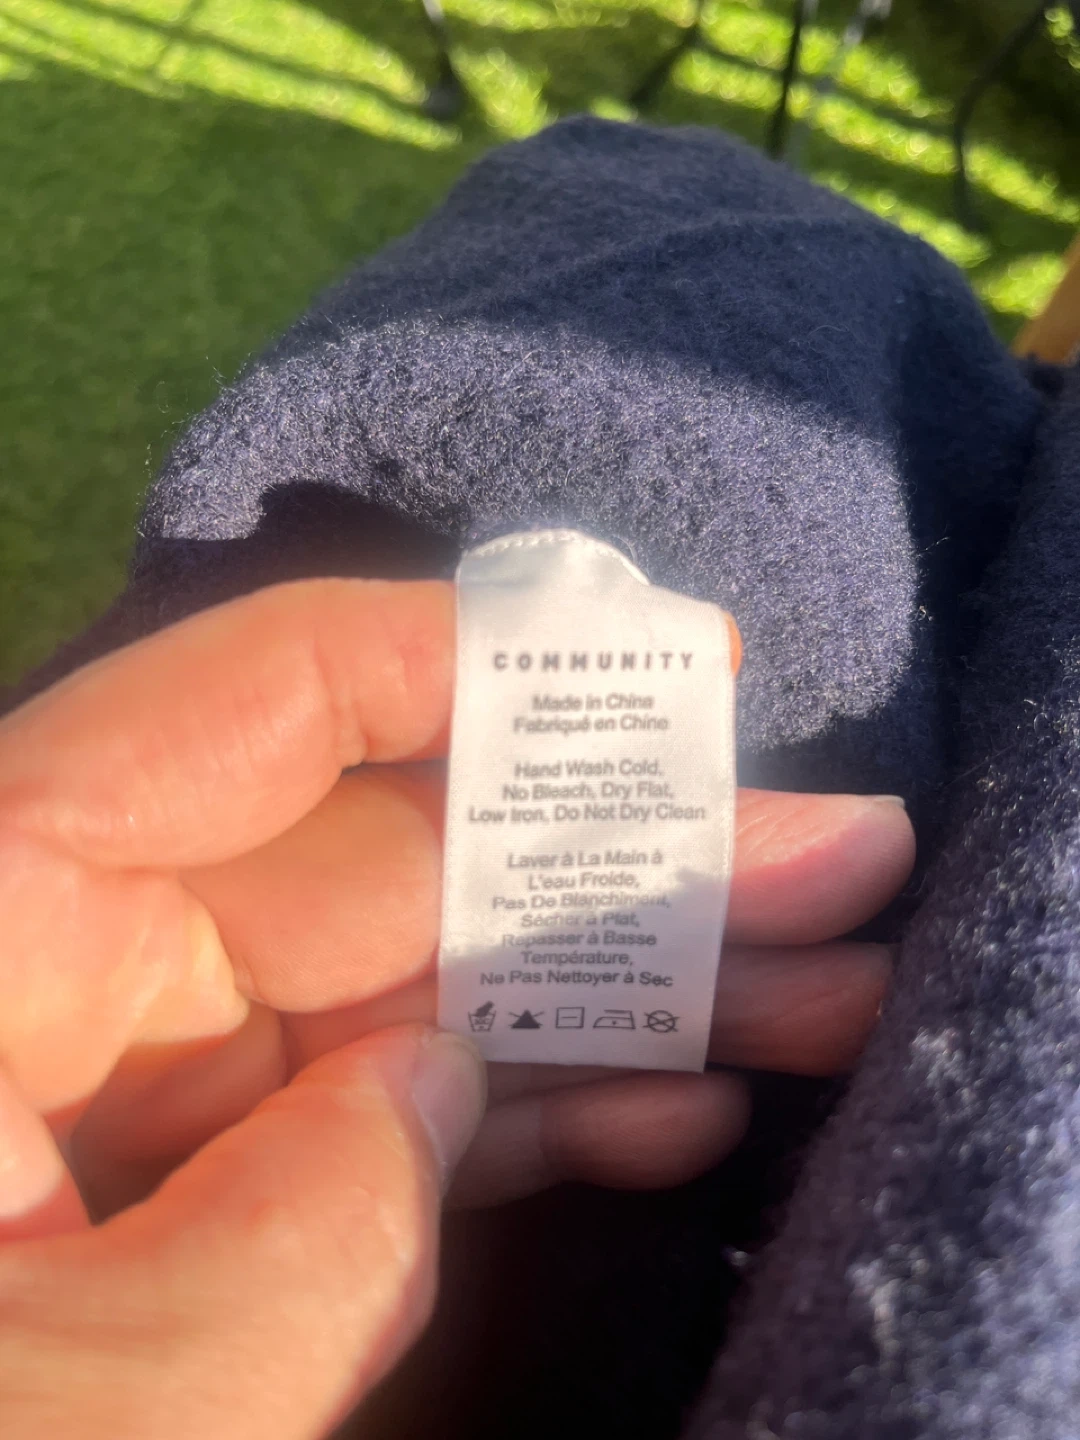 COMMUNITY
Made in China
Fabriqué en Chine
Hand Wash Cold,
No Bleach, Dry Flat,
Low Iron, Do Not Dry Clean
Laver à La Main à
L'eau Froide,
Pas De Blanchiment,
Sécher à Plat,
Repasser à Basse
Température,
Ne Pas Nettoyer à Sec